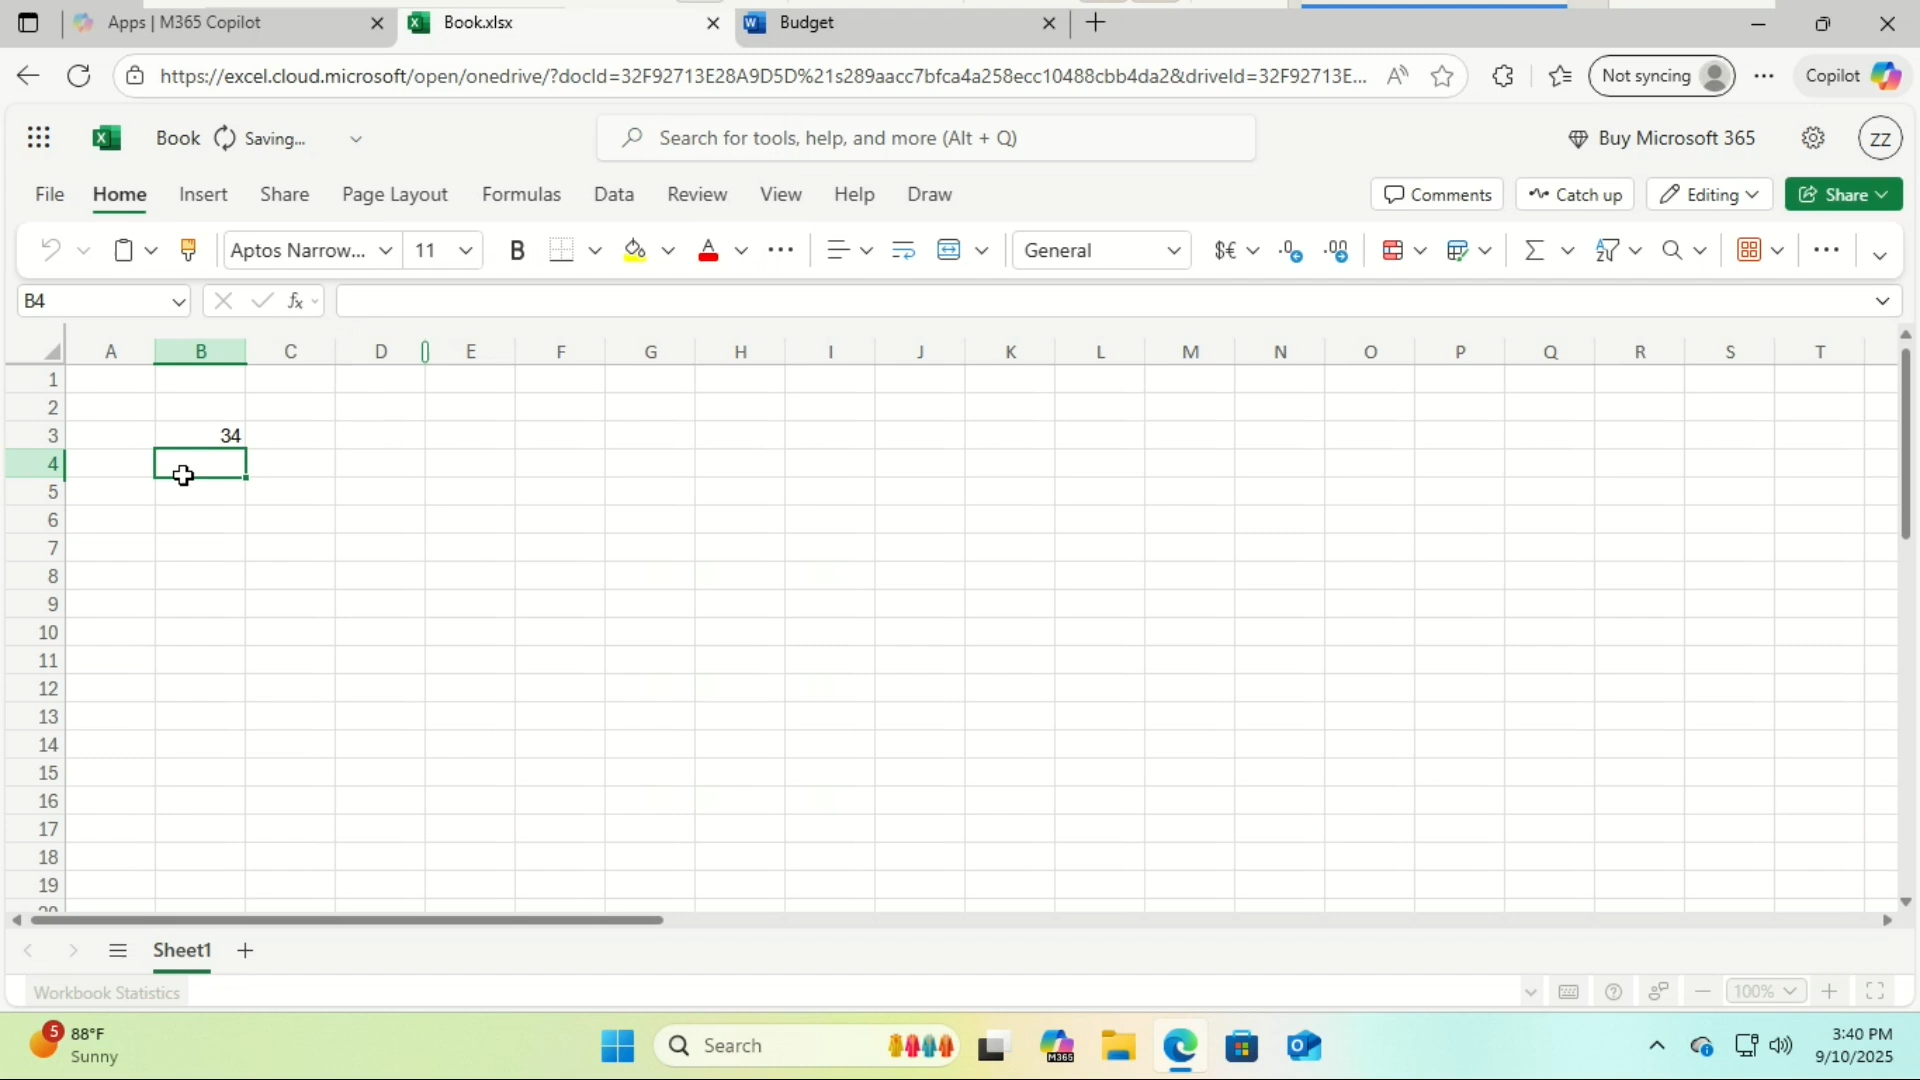 Apps | M365 Copilot
Book.xlsx
Budget
https://excel.cloud.microsoft/open/onedrive/?docId=32F92713E28A9D5D%21s289aacc7bfca4a258ecc10488cbb4da2&driveId=32F92713E...
Not syncing
Copilot
Book Saving...
Search for tools, help, and more (Alt + Q)
Buy Microsoft 365
ZZ
File Home Insert Share Page Layout Formulas Data Review View Help Draw
Comments Catch up Editing Share
Aptos Narrow... 11 B A General $€
B4 fx
A B C D E F G H I J K L M N O P Q R S T
1
2
3 34
4
5
6
7
8
9
10
11
12
13
14
15
16
17
18
19
20
Sheet1
Workbook Statistics
100%
5 88°F
Sunny
Search
M365
3:40 PM
9/10/2025